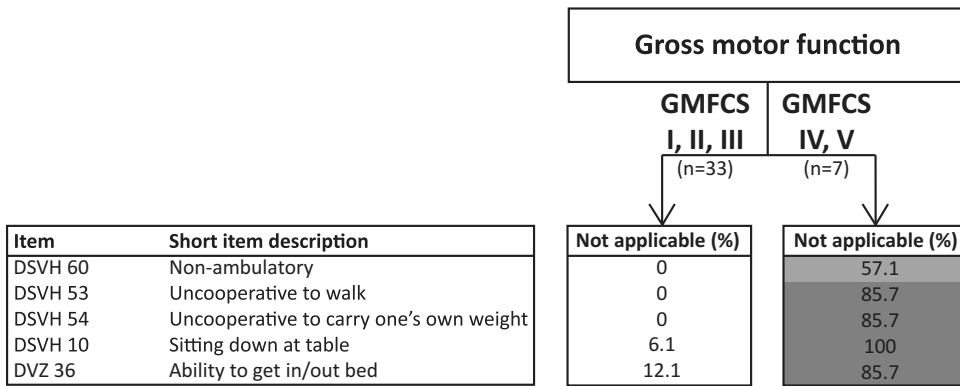 Gross motor function
GMFCS GMFCS
I, II, III IV, V
(n=33) (n=7)
Item Short item description Not applicable (%) Not applicable (%)
DSVH 60 Non-ambulatory 0 57.1
DSVH 53 Uncooperative to walk 0 85.7
DSVH 54 Uncooperative to carry one's own weight 0 85.7
DSVH 10 Sitting down at table 6.1 100
DVZ 36 Ability to get in/out bed 12.1 85.7